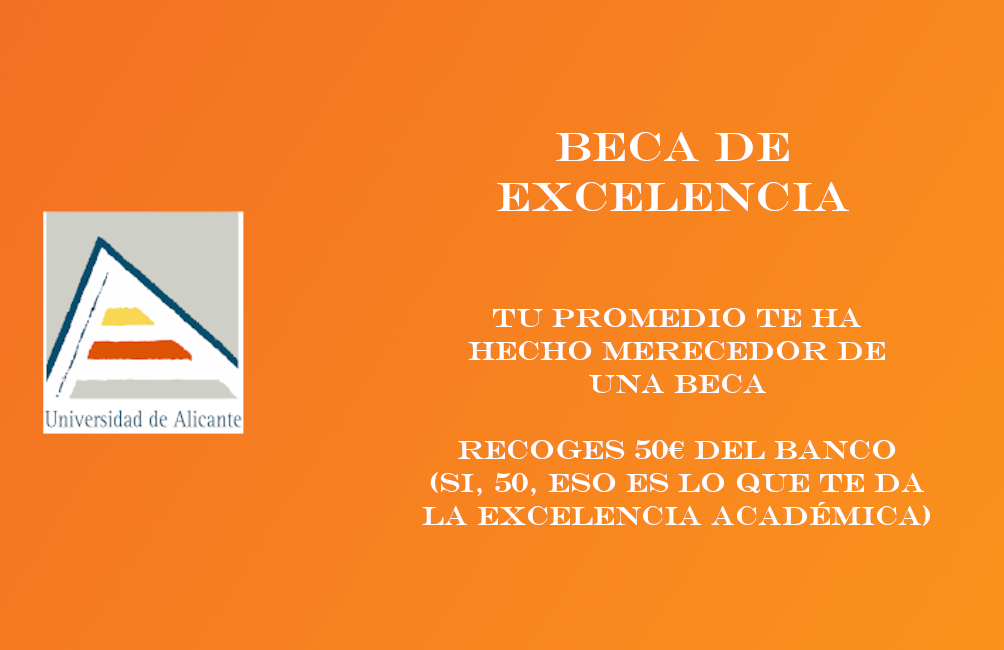 BECA DE
EXCELENCIA
TU PROMEDIO TE HA
HECHO MERECEDOR DE
UNA BECA
RECOGES 50€ DEL BANCO
(SI, 50, ESO ES LO QUE TE DA
LA EXCELENCIA ACADÉMICA)
Universidad de Alicante